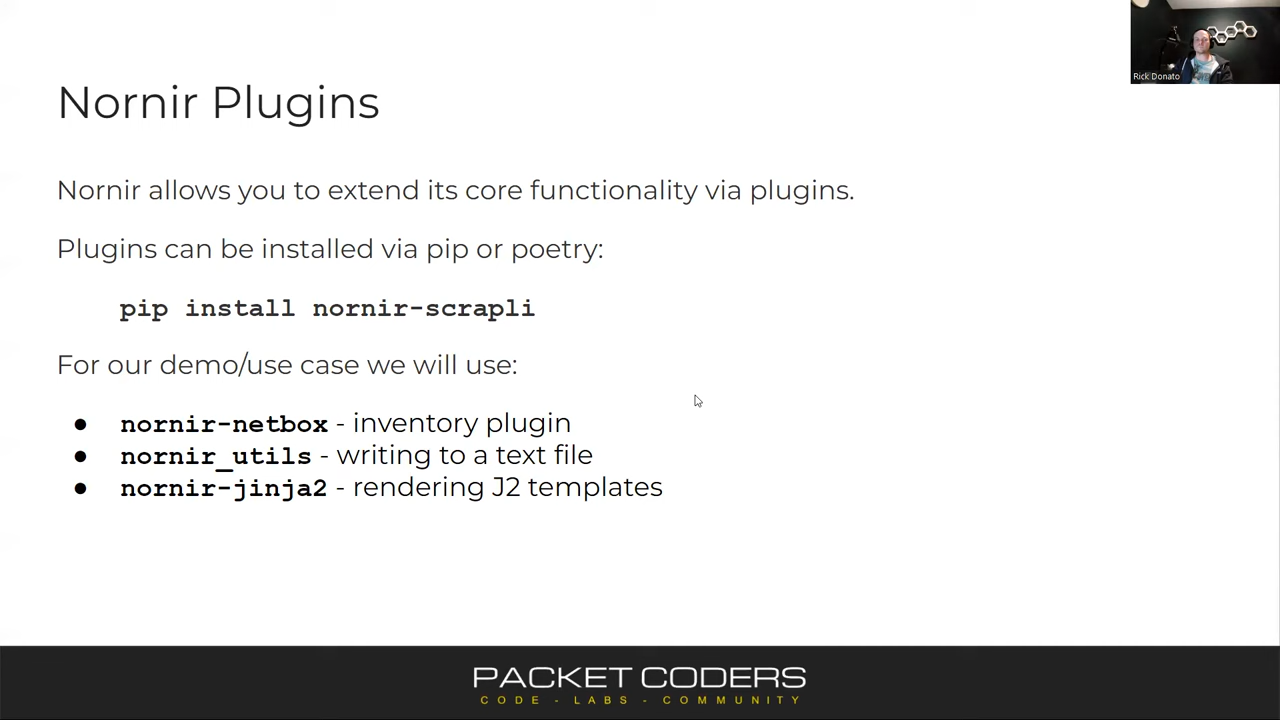 Rick Donato
Nornir Plugins
Nornir allows you to extend its core functionality via plugins.
Plugins can be installed via pip or poetry:
pip install nornir-scrapli
For our demo/use case we will use:
● nornir-netbox - inventory plugin
● nornir_utils - writing to a text file
● nornir-jinja2 - rendering J2 templates
PACKET CODERS
CODE - LABS - COMMUNITY